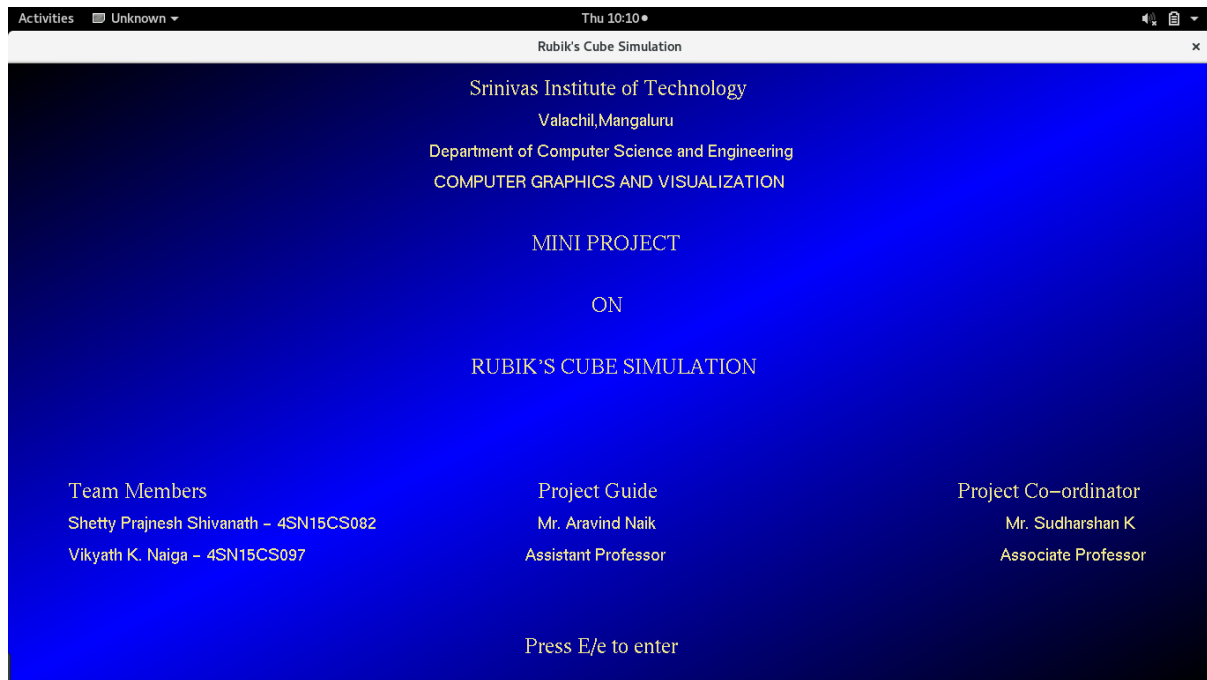 Activities Unknown Thu 10:10
Rubik's Cube Simulation ×
Srinivas Institute of Technology
Valachil,Mangaluru
Department of Computer Science and Engineering
COMPUTER GRAPHICS AND VISUALIZATION
MINI PROJECT
ON
RUBIK'S CUBE SIMULATION
Team Members Project Guide Project Co-ordinator
Shetty Prajnesh Shivanath - 4SN15CS082 Mr. Aravind Naik Mr. Sudharshan K
Vikyath K. Naiga - 4SN15CS097 Assistant Professor Associate Professor
Press E/e to enter